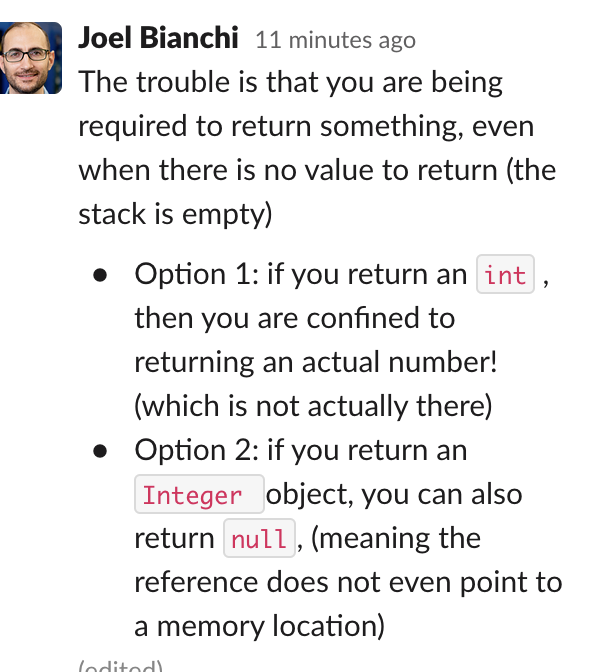 Joel Bianchi 11 minutes ago
The trouble is that you are being
required to return something, even
when there is no value to return (the
stack is empty)
● Option 1: if you return an int ,
then you are confined to
returning an actual number!
(which is not actually there)
● Option 2: if you return an
Integer object, you can also
return null , (meaning the
reference does not even point to
a memory location)
(edited)